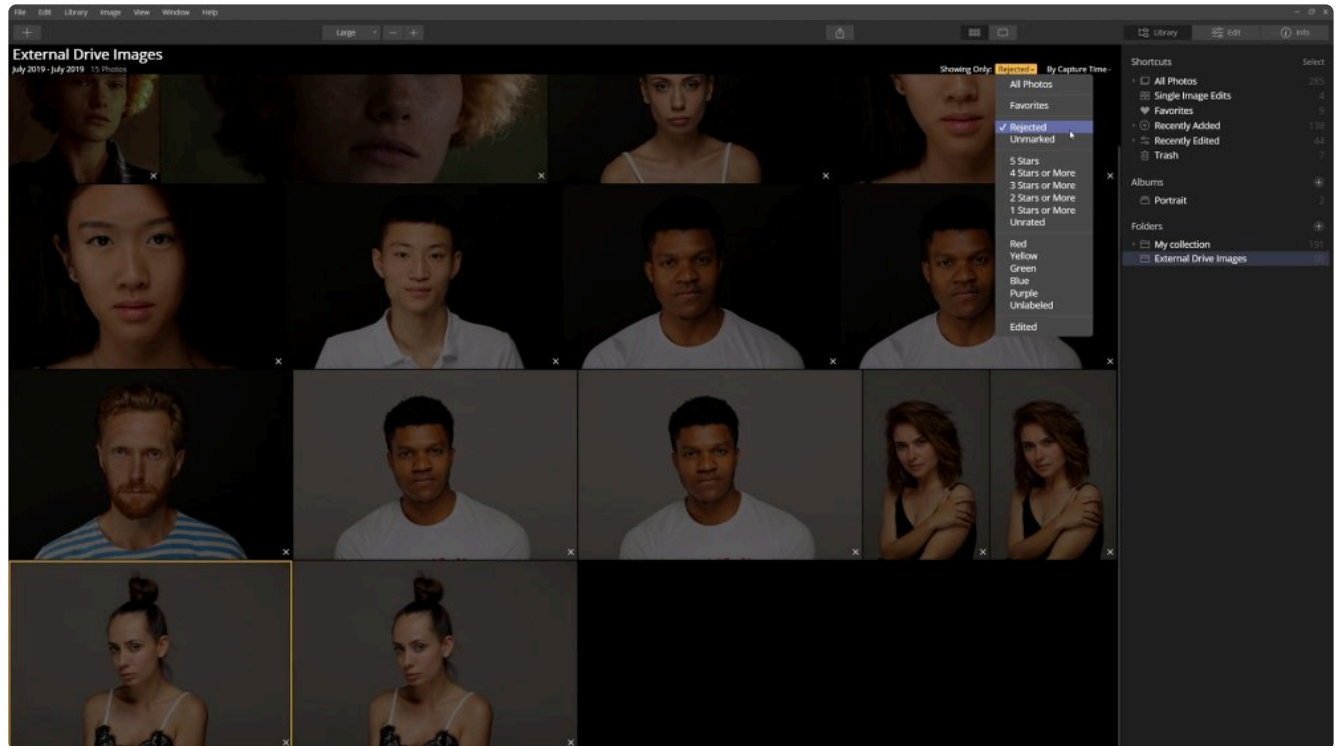 File Edit Library Image View Window Help
Large
Library Edit Info
External Drive Images
July 2019 - July 2019 15 Photos
Showing Only: Rejected By Capture Time
All Photos
Favorites
Rejected
Unmarked
5 Stars
4 Stars or More
3 Stars or More
2 Stars or More
1 Stars or More
Unrated
Red
Yellow
Green
Blue
Purple
Unlabeled
Edited
Shortcuts Select
All Photos 285
Single Image Edits 4
Favorites 9
Recently Added 138
Recently Edited 44
Trash 7
Albums
Portrait 2
Folders
My collection 191
External Drive Images